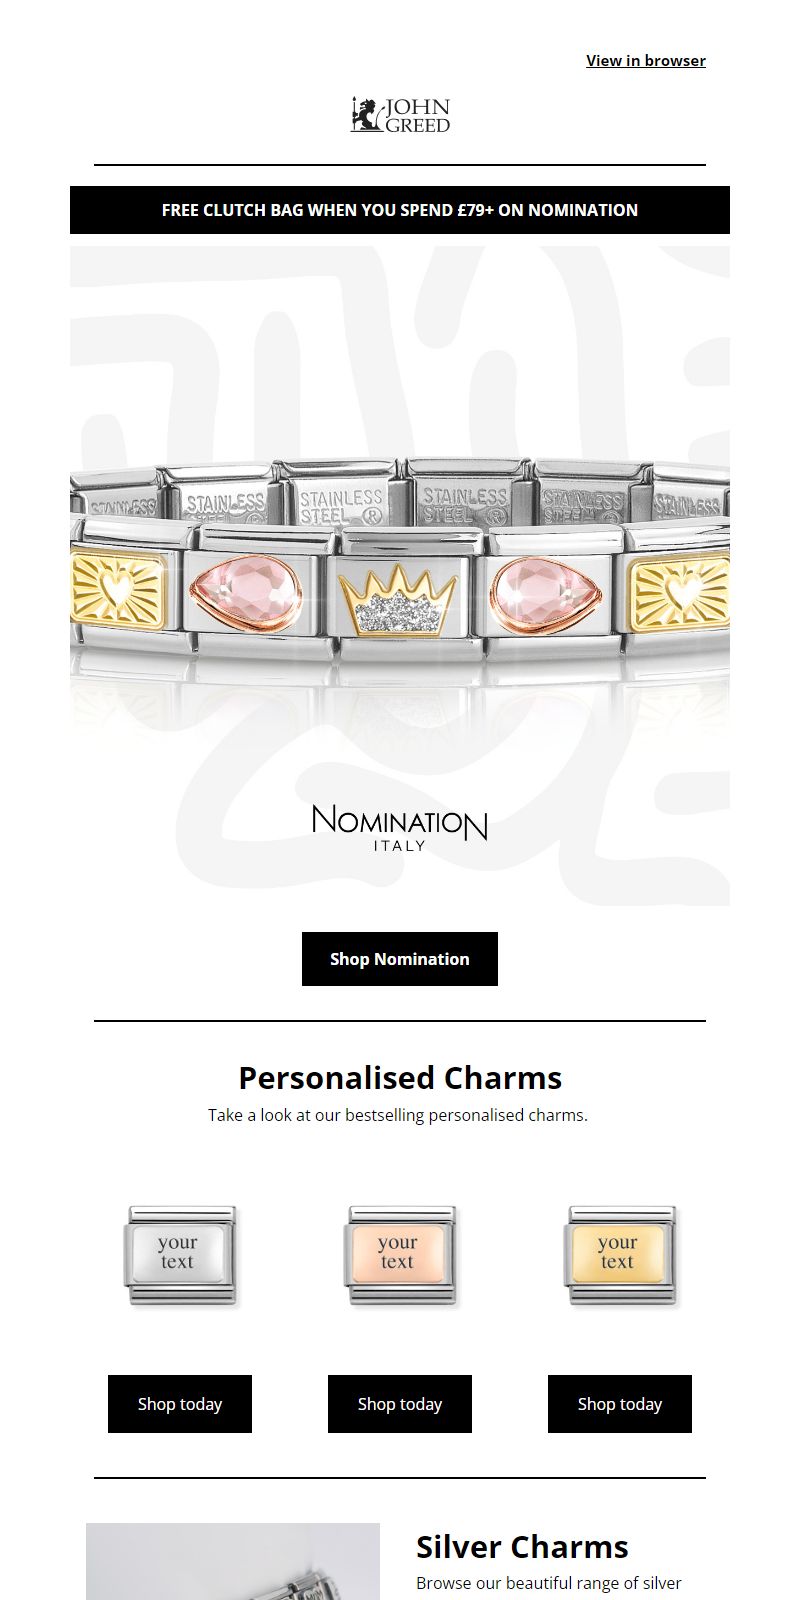 View in browser
JOHN
GREED
FREE CLUTCH BAG WHEN YOU SPEND £79+ ON NOMINATION
STAINLESS STAINLESS STAINLESS STAINLESS STAINLESS STAINLESS
STEEL ® STEEL ® STEEL ® STEEL ® STEEL ®
NOMINATION
ITALY
Shop Nomination
Personalised Charms
Take a look at our bestselling personalised charms.
your your your
text text text
Shop today Shop today Shop today
Silver Charms
Browse our beautiful range of silver
MUM